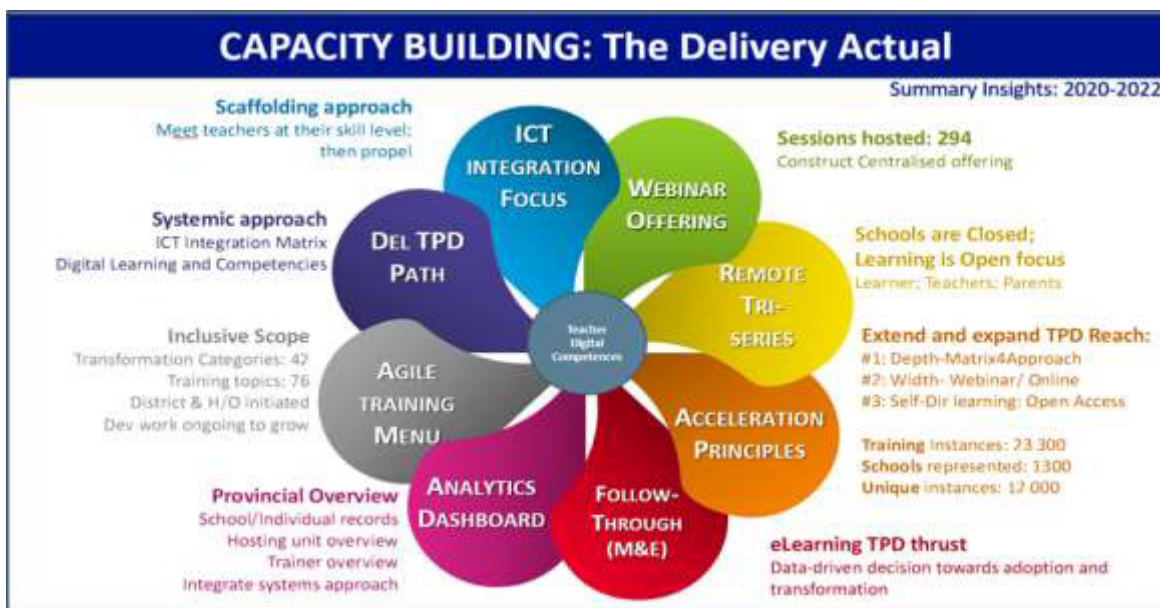 CAPACITY BUILDING: The Delivery Actual
Summary Insights: 2020-2022
Scaffolding approach
Meet teachers at their skill level;
then propel
ICT
INTEGRATION
FOCUS
WEBINAR
OFFERING
Sessions hosted: 294
Construct Centralised offering
Systemic approach
ICT Integration Matrix
Digital Learning and Competencies
DEL TPD
PATH
REMOTE
TRI-
SERIES
Schools are Closed;
Learning is Open focus
Learner; Teachers; Parents
Teacher
Digital
Competences
Inclusive Scope
Transformation Categories: 42
Training topics: 76
District & H/O initiated
Dev work ongoing to grow
AGILE
TRAINING
MENU
ACCELERATION
PRINCIPLES
Extend and expand TPD Reach:
#1: Depth-Matrix4Approach
#2: Width- Webinar/ Online
#3: Self-Dir learning: Open Access
Training Instances: 23 300
Schools represented: 1300
Unique instances: 12 000
Provincial Overview
School/Individual records
Hosting unit overview
Trainer overview
Integrate systems approach
ANALYTICS
DASHBOARD
FOLLOW-
THROUGH
(M&E)
eLearning TPD thrust
Data-driven decision towards adoption and
transformation